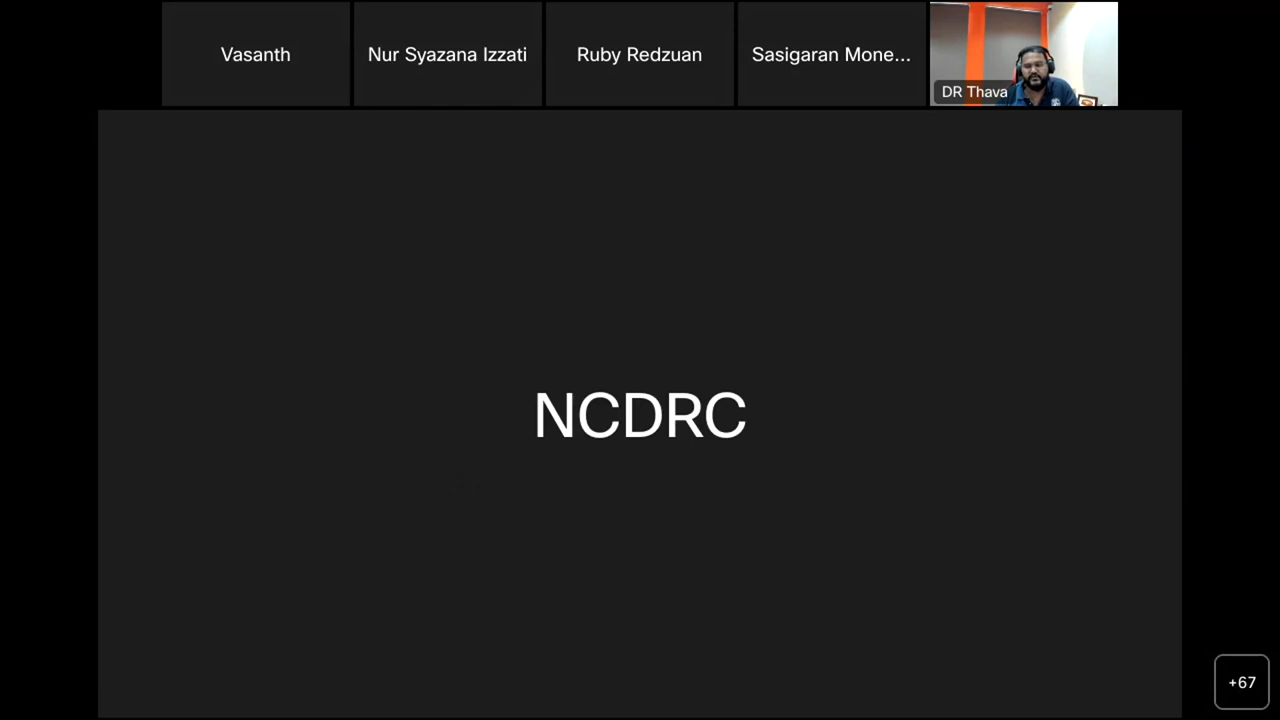 Vasanth
Nur Syazana Izzati
Ruby Redzuan
Sasigaran Mone...
DR Thava
NCDRC
+67